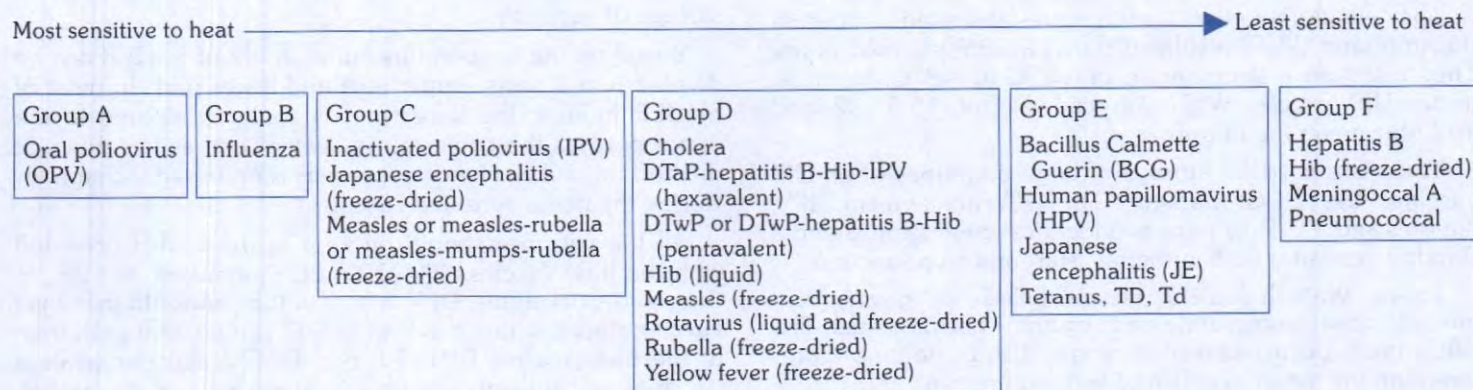 Most sensitive to heat
Least sensitive to heat
Group A
Oral poliovirus
(OPV)
Group B
Influenza
Group C
Inactivated poliovirus (IPV)
Japanese encephalitis
(freeze-dried)
Measles or measles-rubella
or measles-mumps-rubella
(freeze-dried)
Group D
Cholera
DTaP-hepatitis B-Hib-IPV
(hexavalent)
DTwP or DTwP-hepatitis B-Hib
(pentavalent)
Hib (liquid)
Measles (freeze-dried)
Rotavirus (liquid and freeze-dried)
Rubella (freeze-dried)
Yellow fever (freeze-dried)
Group E
Bacillus Calmette
Guerin (BCG)
Human papillomavirus
(HPV)
Japanese
encephalitis (JE)
Tetanus, TD, Td
Group F
Hepatitis B
Hib (freeze-dried)
Meningoccal A
Pneumococcal